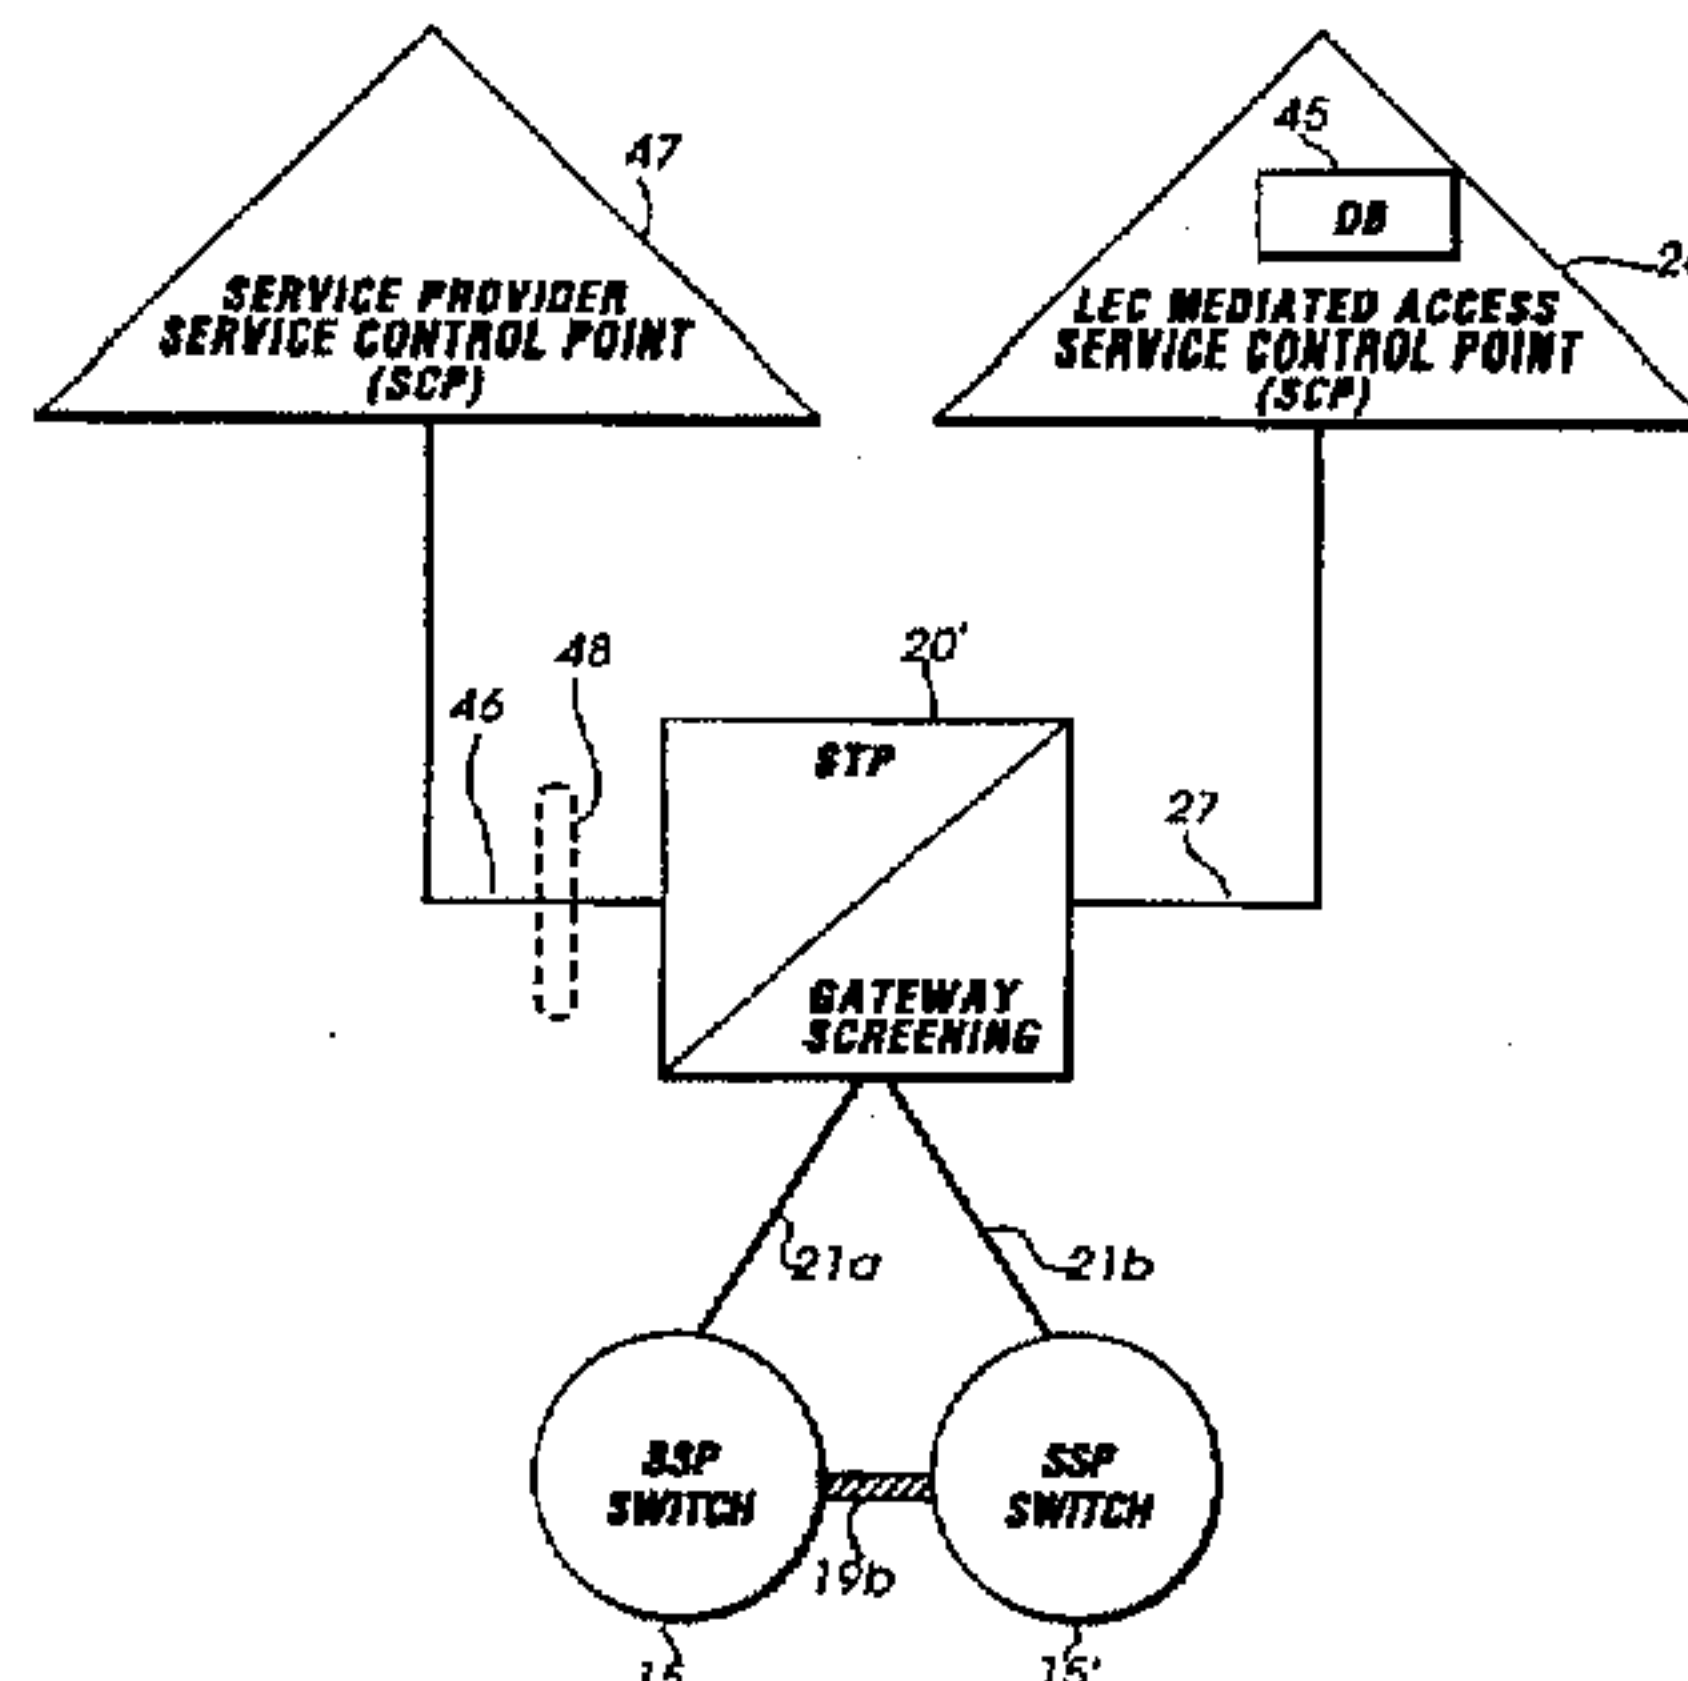 47
45
DB
SERVICE PROVIDER
SERVICE CONTROL POINT
(SCP)
LEC MEDIATED ACCESS
SERVICE CONTROL POINT
(SCP)
48
20'
46
STP
27
GATEWAY
SCREENING
21a
21b
SSP
SWITCH
SSP
SWITCH
19b
15'